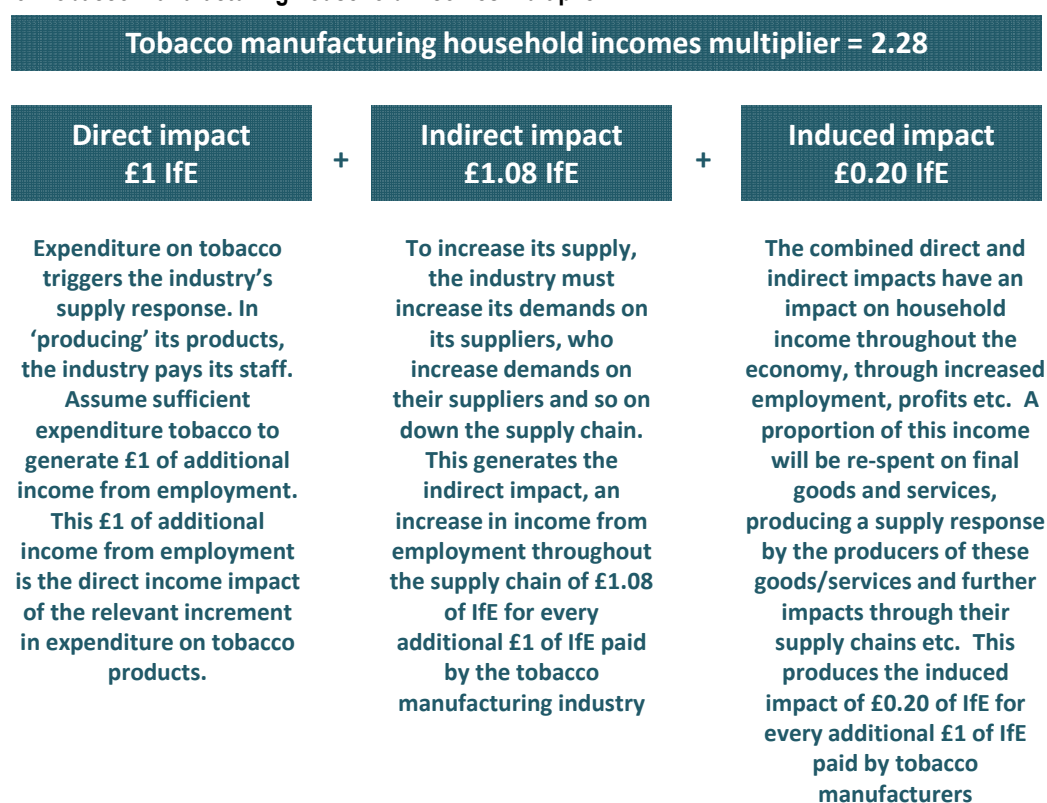 Tobacco manufacturing household incomes multiplier = 2.28
Direct impact
£1 IfE
+
Indirect impact
£1.08 IfE
+
Induced impact
£0.20 IfE
Expenditure on tobacco
triggers the industry’s
supply response. In
‘producing’ its products,
the industry pays its staff.
Assume sufficient
expenditure tobacco to
generate £1 of additional
income from employment.
This £1 of additional
income from employment
is the direct income impact
of the relevant increment
in expenditure on tobacco
products.
To increase its supply,
the industry must
increase its demands on
its suppliers, who
increase demands on
their suppliers and so on
down the supply chain.
This generates the
indirect impact, an
increase in income from
employment throughout
the supply chain of £1.08
of IfE for every
additional £1 of IfE paid
by the tobacco
manufacturing industry
The combined direct and
indirect impacts have an
impact on household
income throughout the
economy, through increased
employment, profits etc.  A
proportion of this income
will be re-spent on final
goods and services,
producing a supply response
by the producers of these
goods/services and further
impacts through their
supply chains etc.  This
produces the induced
impact of £0.20 of IfE for
every additional £1 of IfE
paid by tobacco
manufacturers